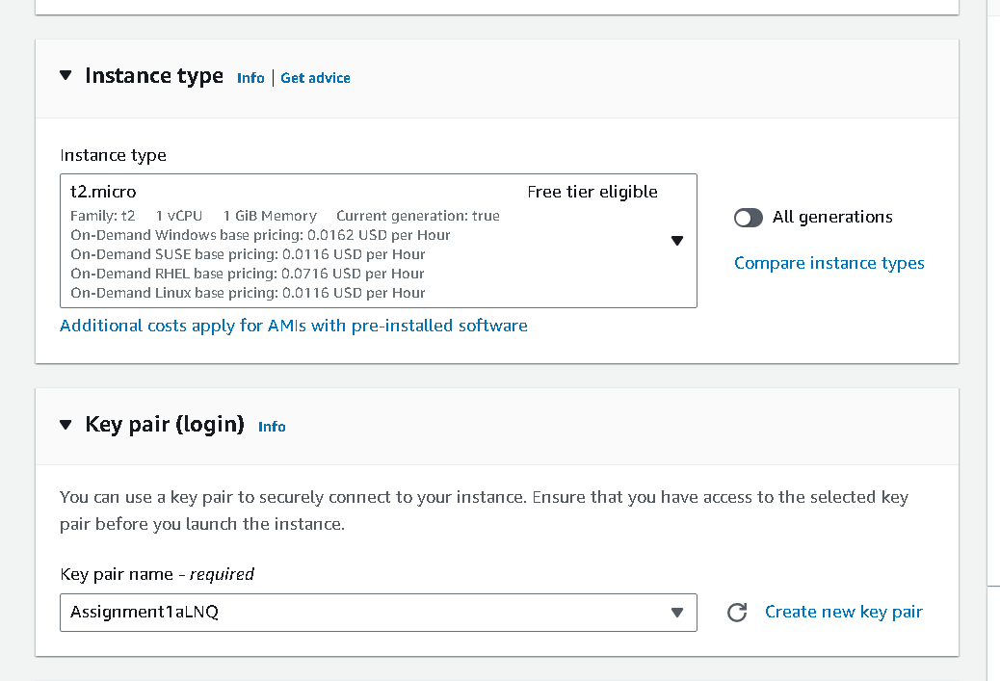 Instance type Info | Get advice
Instance type
t2.micro Free tier eligible
Family: t2 1 vCPU 1 GiB Memory Current generation: true
On-Demand Windows base pricing: 0.0162 USD per Hour
On-Demand SUSE base pricing: 0.0116 USD per Hour
On-Demand RHEL base pricing: 0.0716 USD per Hour
On-Demand Linux base pricing: 0.0116 USD per Hour
All generations
Compare instance types
Additional costs apply for AMIs with pre-installed software
Key pair (login) Info
You can use a key pair to securely connect to your instance. Ensure that you have access to the selected key
pair before you launch the instance.
Key pair name - required
Assignment1aLNQ
Create new key pair